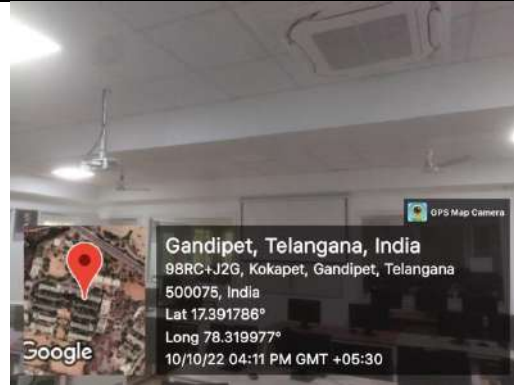 GPS Map Camera
Gandipet, Telangana, India
98RC+J2G, Kokapet, Gandipet, Telangana
500075, India
Lat 17.391786°
Long 78.319977°
10/10/22 04:11 PM GMT +05:30
Google